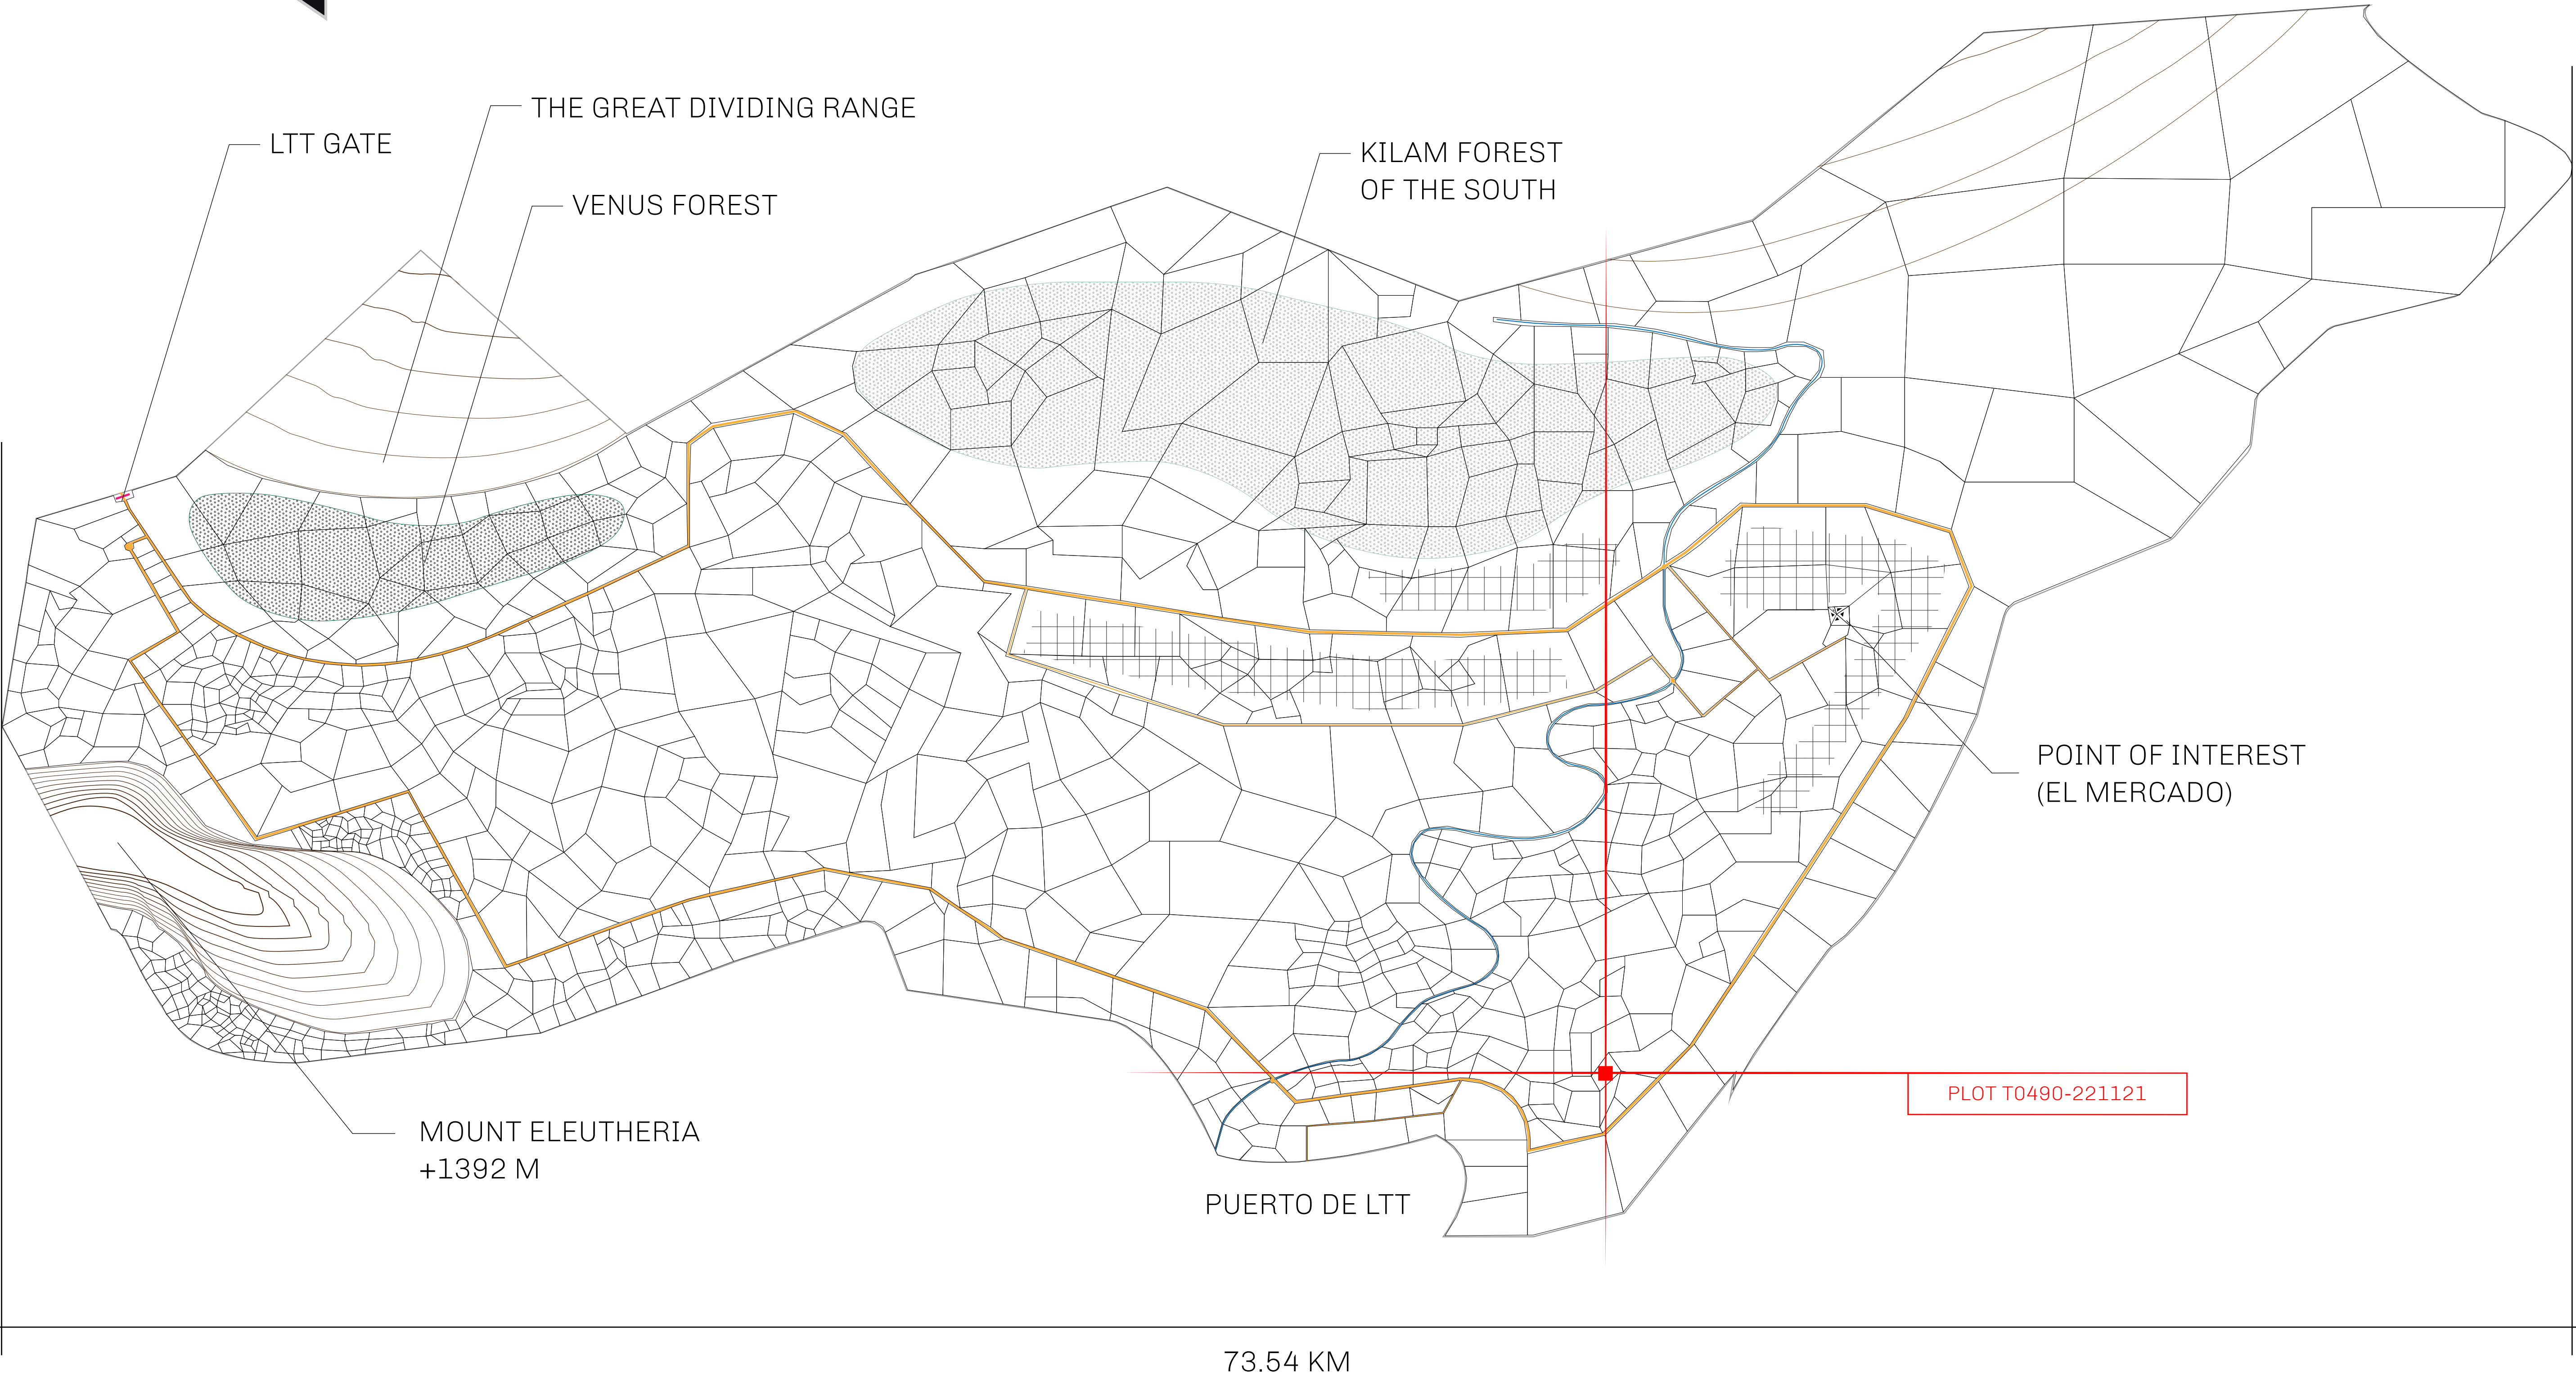 THE GREAT DIVIDING RANGE
LTT GATE
VENUS FOREST
KILAM FOREST
OF THE SOUTH
POINT OF INTEREST
(EL MERCADO)
PLOT T0490-221121
MOUNT ELEUTHERIA
+1392 M
PUERTO DE LTT
73.54 KM